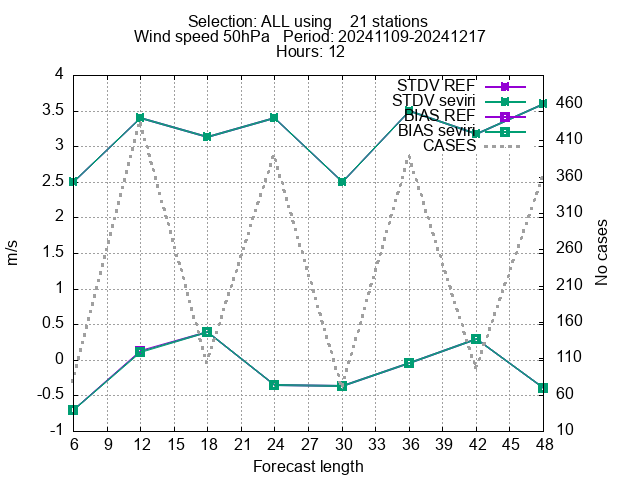 Selection: ALL using 21 stations
Wind speed 50hPa Period: 20241109-20241217
Hours: 12
STDV REF
STDV seviri
BIAS REF
BIAS seviri
CASES
4
3.5
3
2.5
2
1.5
1
0.5
0
-0.5
-1
m/s
460
410
360
310
260
210
160
110
60
10
No cases
6 9 12 15 18 21 24 27 30 33 36 39 42 45 48
Forecast length